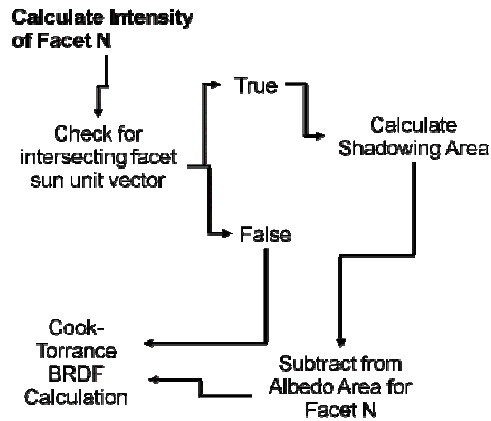 Calculate Intensity
of Facet N
True
Check for
intersecting facet
sun unit vector
Calculate
Shadowing Area
False
Cook-
Torrance
BRDF
Calculation
Subtract from
Albedo Area for
Facet N